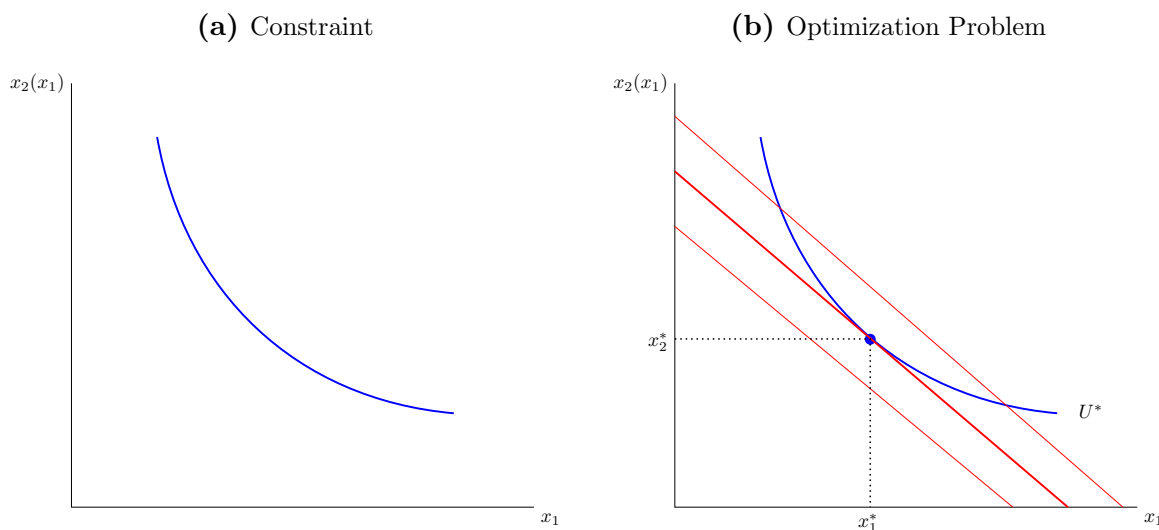 (a) Constraint
x₂(x₁)
x₁
(b) Optimization Problem
x₂(x₁)
x₂*
U*
x₁*
x₁